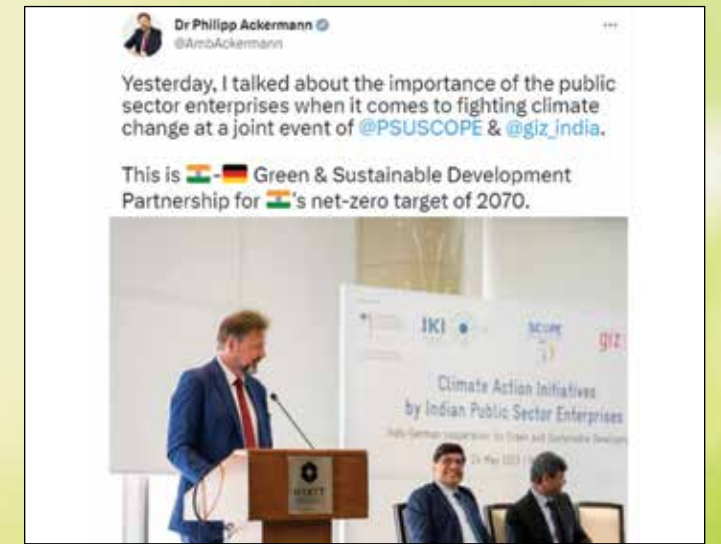 Dr Philipp Ackermann
@AmbAckermann
Yesterday, I talked about the importance of the public
sector enterprises when it comes to fighting climate
change at a joint event of @PSUSCOPE & @giz_india.
This is 🇮🇳-🇩🇪 Green & Sustainable Development
Partnership for 🇮🇳's net-zero target of 2070.
IKI
SCOPE
giz
Climate Action Initiatives
by Indian Public Sector Enterprises
HYATT